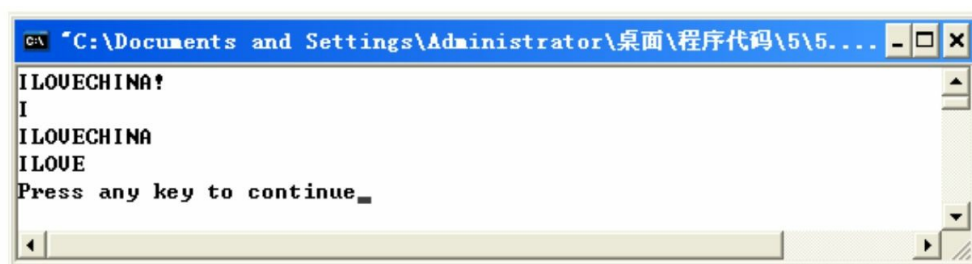 "C:\Documents and Settings\Administrator\桌面\程序代码\5\5....
ILOVECHINA!
I
ILOVECHINA
ILOVE
Press any key to continue_